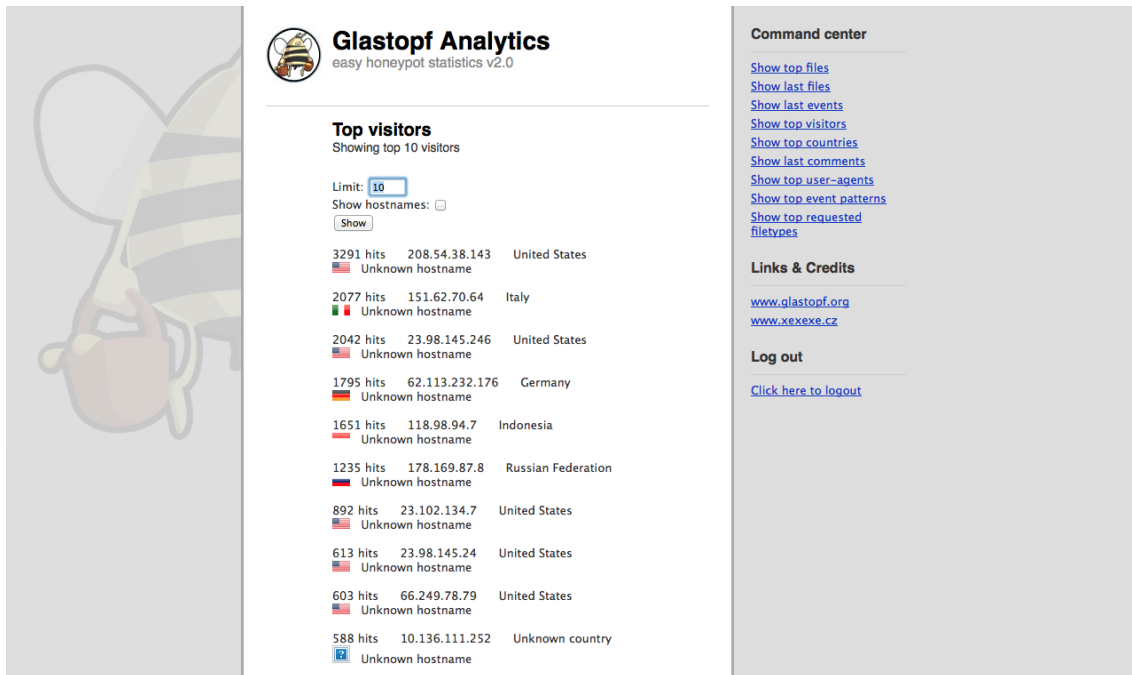 Glastopf Analytics
easy honeypot statistics v2.0
Top visitors
Showing top 10 visitors
Limit: 10
Show hostnames:
Show
3291 hits 208.54.38.143 United States
Unknown hostname
2077 hits 151.62.70.64 Italy
Unknown hostname
2042 hits 23.98.145.246 United States
Unknown hostname
1795 hits 62.113.232.176 Germany
Unknown hostname
1651 hits 118.98.94.7 Indonesia
Unknown hostname
1235 hits 178.169.87.8 Russian Federation
Unknown hostname
892 hits 23.102.134.7 United States
Unknown hostname
613 hits 23.98.145.24 United States
Unknown hostname
603 hits 66.249.78.79 United States
Unknown hostname
588 hits 10.136.111.252 Unknown country
? Unknown hostname
Command center
Show top files
Show last files
Show last events
Show top visitors
Show top countries
Show last comments
Show top user-agents
Show top event patterns
Show top requested
filetypes
Links & Credits
www.glastopf.org
www.xexexe.cz
Log out
Click here to logout